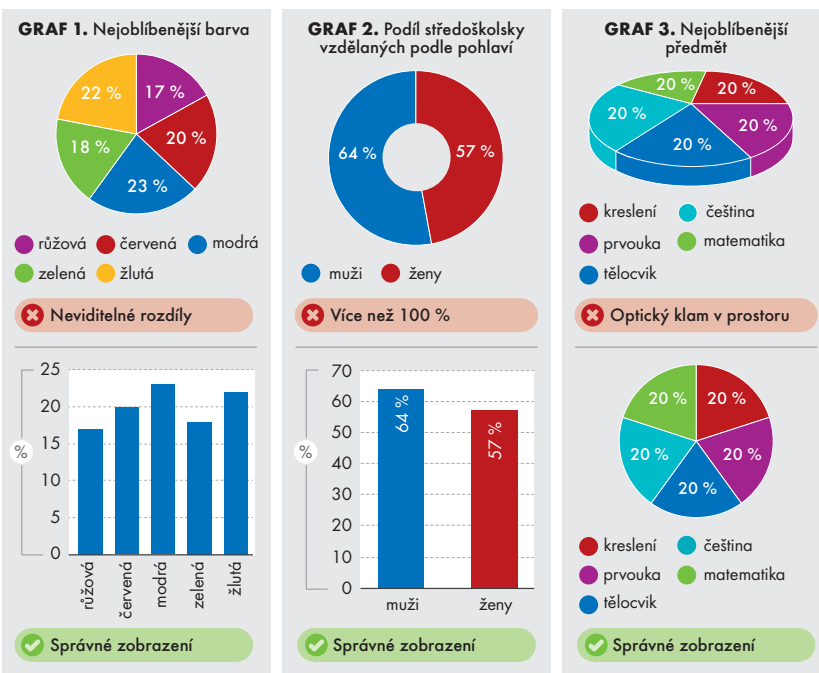 GRAF 1. Nejoblíbenější barva
22 %
17 %
18 %
20 %
23 %
růžová červená modrá
zelená žlutá
Neviditelné rozdíly
25
20
15
10
5
0
%
růžová
červená
modrá
zelená
žlutá
Správné zobrazení
GRAF 2. Podíl středoškolsky
vzdělaných podle pohlaví
64 %
57 %
muži ženy
Více než 100 %
70
60
50
40
30
20
10
0
%
64 %
57 %
muži ženy
Správné zobrazení
GRAF 3. Nejoblíbenější
předmět
20 %
20 %
20 %
20 %
20 %
kreslení čeština
prvouka matematika
tělocvik
Optický klam v prostoru
20 %
20 %
20 %
20 %
20 %
kreslení čeština
prvouka matematika
tělocvik
Správné zobrazení